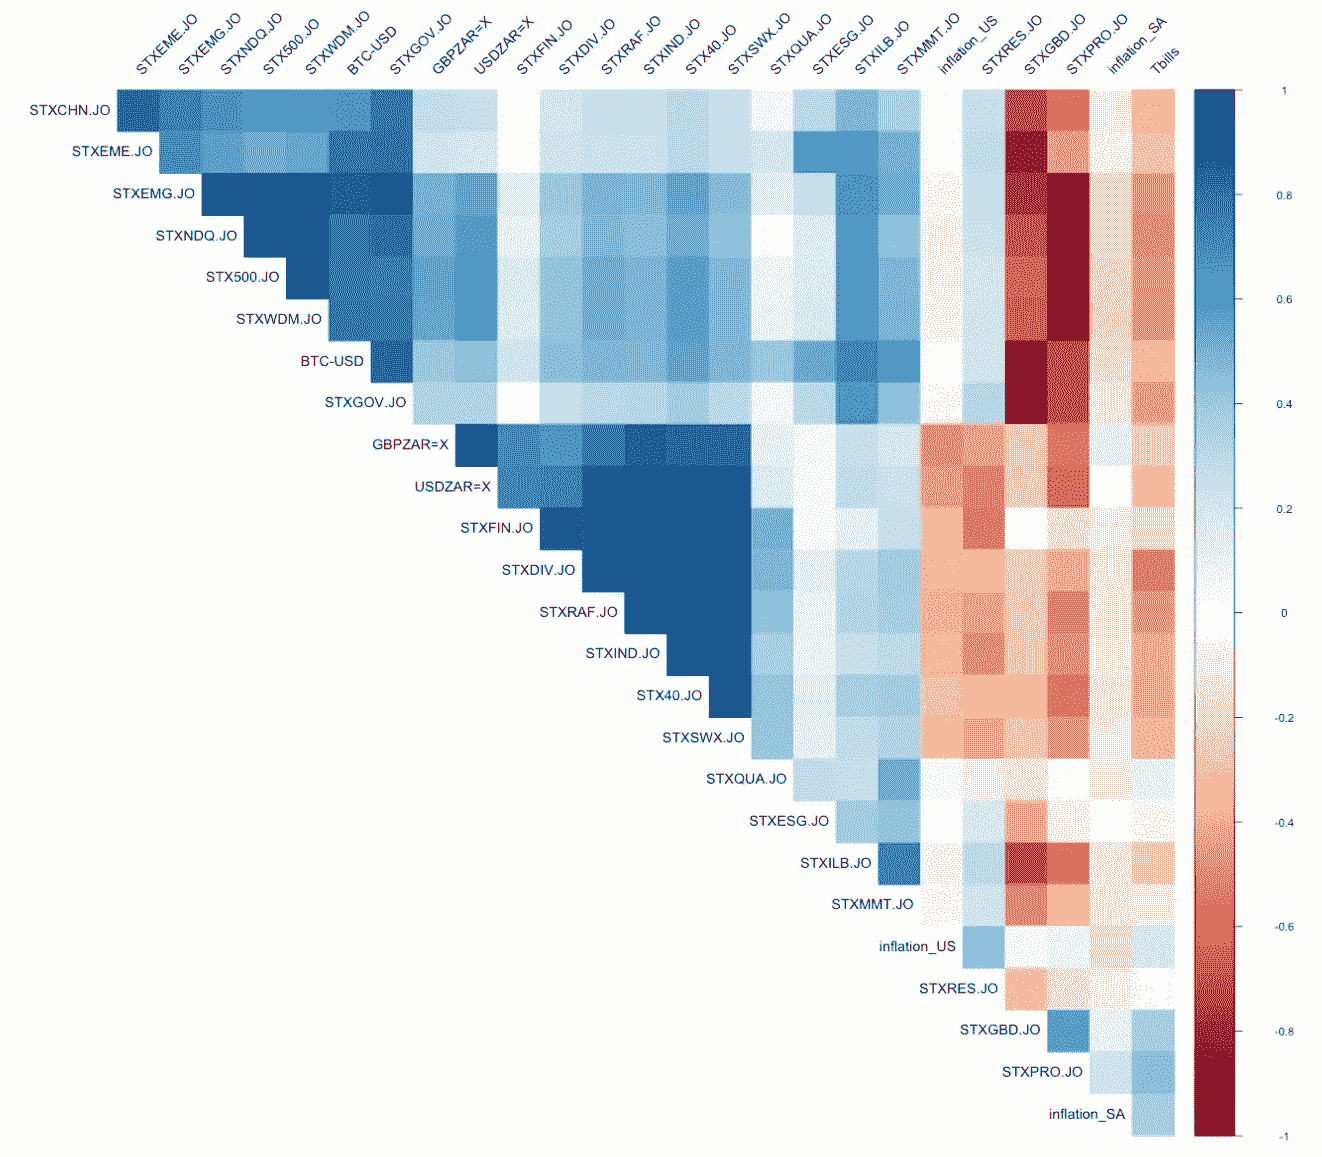 STXEME.JO
STXEMG.JO
STXNDQ.JO
STX500.JO
STXWDM.JO
BTC-USD
STXGOV.JO
GBPZAR=X
USDZAR=X
STXFIN.JO
STXDIV.JO
STXRAF.JO
STXIND.JO
STX40.JO
STXSWX.JO
STXQUA.JO
STXESG.JO
STXILB.JO
STXMMT.JO
inflation_US
STXRES.JO
STXGBD.JO
STXPRO.JO
inflation_SA
Tbills
STXCHN.JO
STXEME.JO
STXEMG.JO
STXNDQ.JO
STX500.JO
STXWDM.JO
BTC-USD
STXGOV.JO
GBPZAR=X
USDZAR=X
STXFIN.JO
STXDIV.JO
STXRAF.JO
STXIND.JO
STX40.JO
STXSWX.JO
STXQUA.JO
STXESG.JO
STXILB.JO
STXMMT.JO
inflation_US
STXRES.JO
STXGBD.JO
STXPRO.JO
inflation_SA
1
0.8
0.6
0.4
0.2
0
-0.2
-0.4
-0.6
-0.8
-1